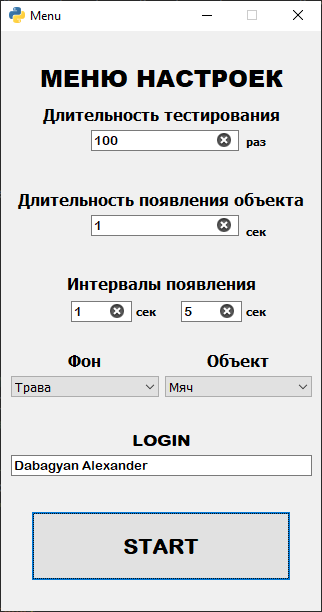 Menu
МЕНЮ НАСТРОЕК
Длительность тестирования
100 раз
Длительность появления объекта
1 сек
Интервалы появления
1 сек 5 сек
Фон Объект
Трава Мяч
LOGIN
Dabagyan Alexander
START